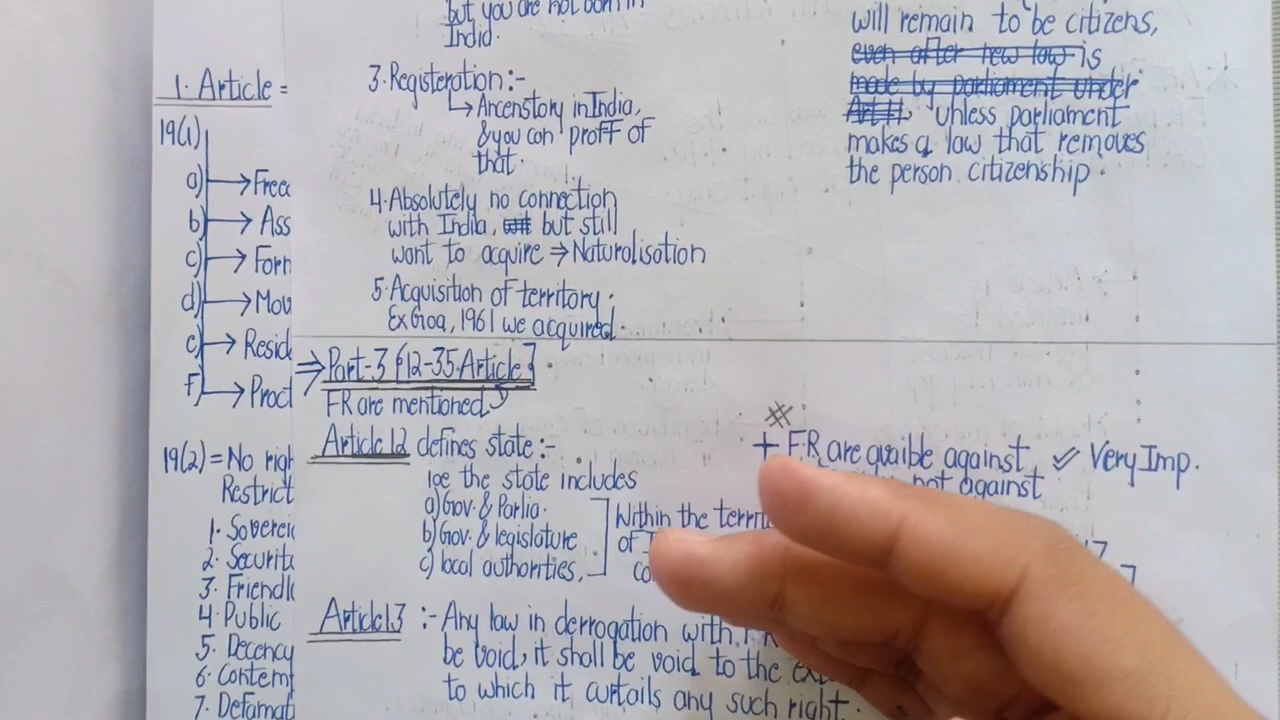 but you are not born in
India.
3. Registeration :-
↳ Ancenstory in India,
& you can proff of
that.
4. Absolutely no connection
with India, but still
want to acquire ⇒ Naturalisation
5. Acquisition of territory.
Ex Goa, 1961 we acquired.
will remain to be citizens,
even after new law is
made by parliament under
Art 11, unless parliament
makes a law that removes
the person citizenship.
1. Article =
19(1)
a) → Free
b) → Ass
c) → Form
d) → Mov
e) → Resid
f) → Proct
19(2) = No righ
Restrict
1. Soverei
2. Securit
3. Friendl
4. Public
5. Decency
6. Contemt
7. Defamat
⇒ Part-3 {12-35 Article}.
FR are mentioned
Article 12 defines state :-
the state includes
a) Gov. & Parlia.
b) Gov. & legislature
c) local authorities,
Within the territo
of I
co
+ F.R are avaible against ✓ Very Imp.
not against
Article 13 :- Any law in derrogation with F R
be void, it shall be void to the ex
to which it curtails any such right.